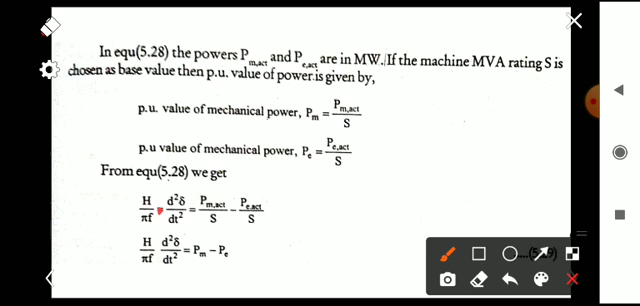 In equ(5.28) the powers P_m,act and P_e,act are in MW. If the machine MVA rating S is
chosen as base value then p.u. value of power is given by,
p.u. value of mechanical power, P_m = P_m,act / S
p.u value of mechanical power, P_e = P_e,act / S
From equ(5.28) we get
H/πf d²δ/dt² = P_m,act/S − P_e,act/S
H/πf d²δ/dt² = P_m − P_e